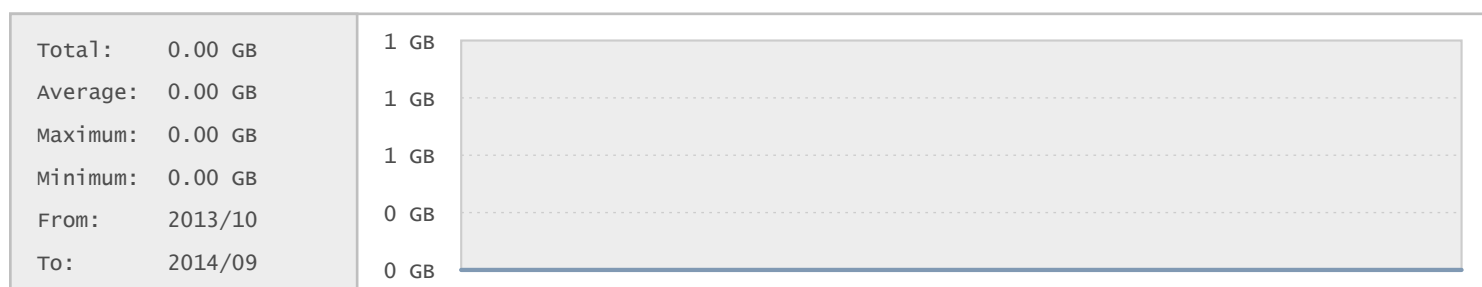 Total: 0.00 GB
Average: 0.00 GB
Maximum: 0.00 GB
Minimum: 0.00 GB
From: 2013/10
To: 2014/09
1 GB
1 GB
1 GB
0 GB
0 GB